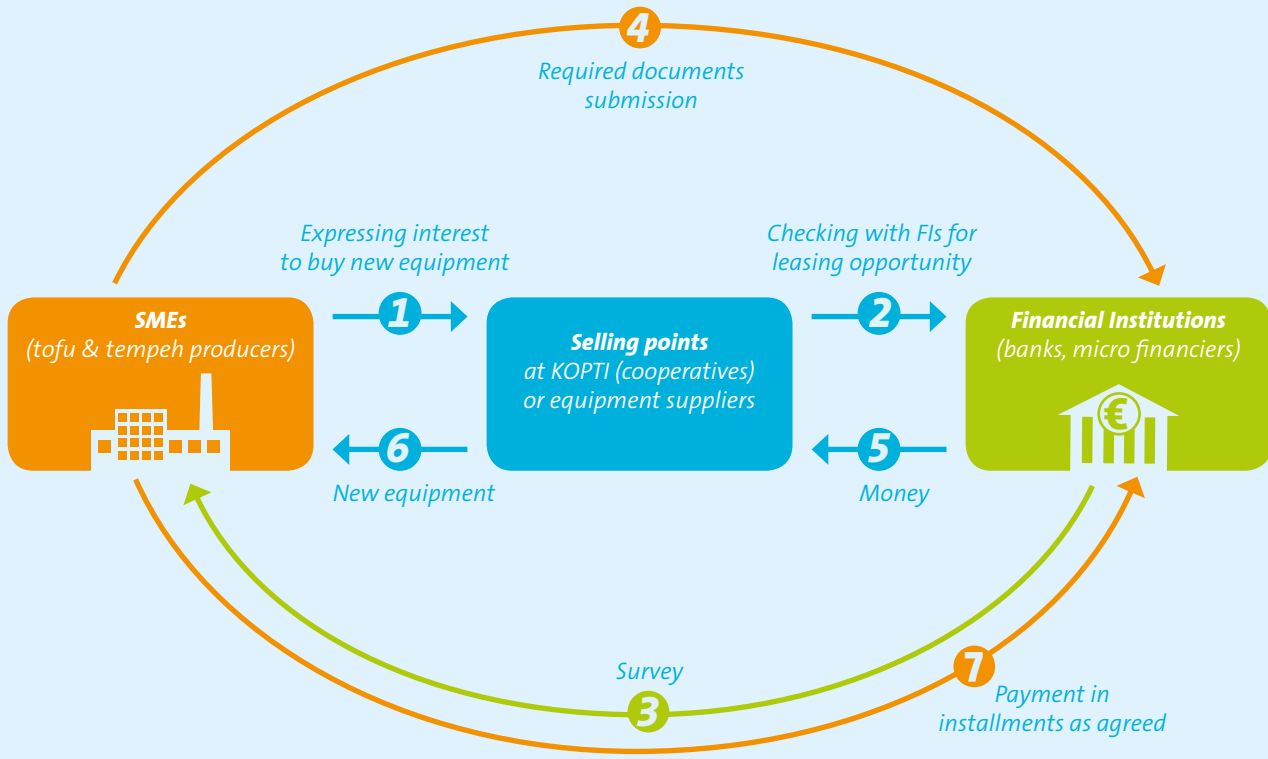 4
Required documents
submission
Expressing interest
to buy new equipment
Checking with FIs for
leasing opportunity
1
2
SMEs
(tofu & tempeh producers)
Selling points
at KOPTI (cooperatives)
or equipment suppliers
Financial Institutions
(banks, micro financiers)
€
6
5
New equipment
Money
Survey
3
7
Payment in
installments as agreed